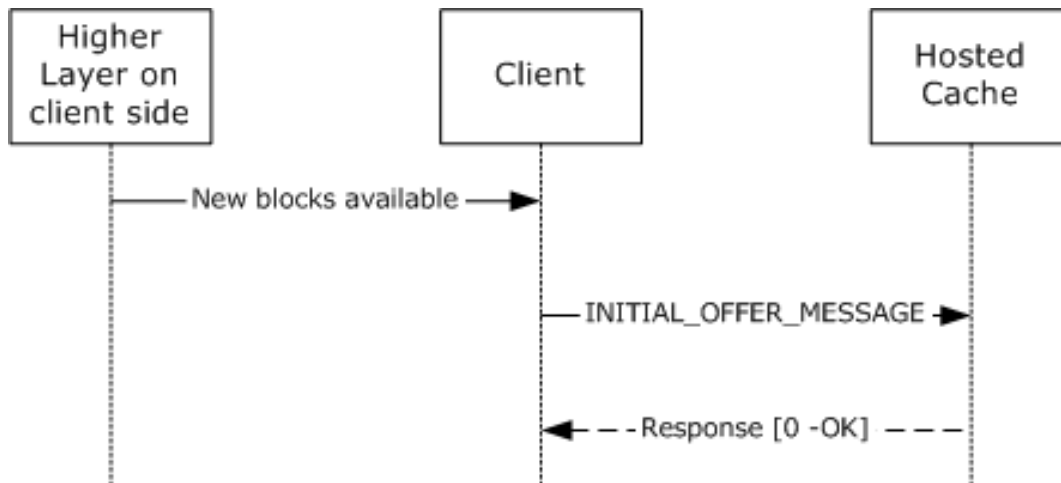 Higher
Layer on
client side
Client
Hosted
Cache
New blocks available
INITIAL_OFFER_MESSAGE
Response [0 -OK]